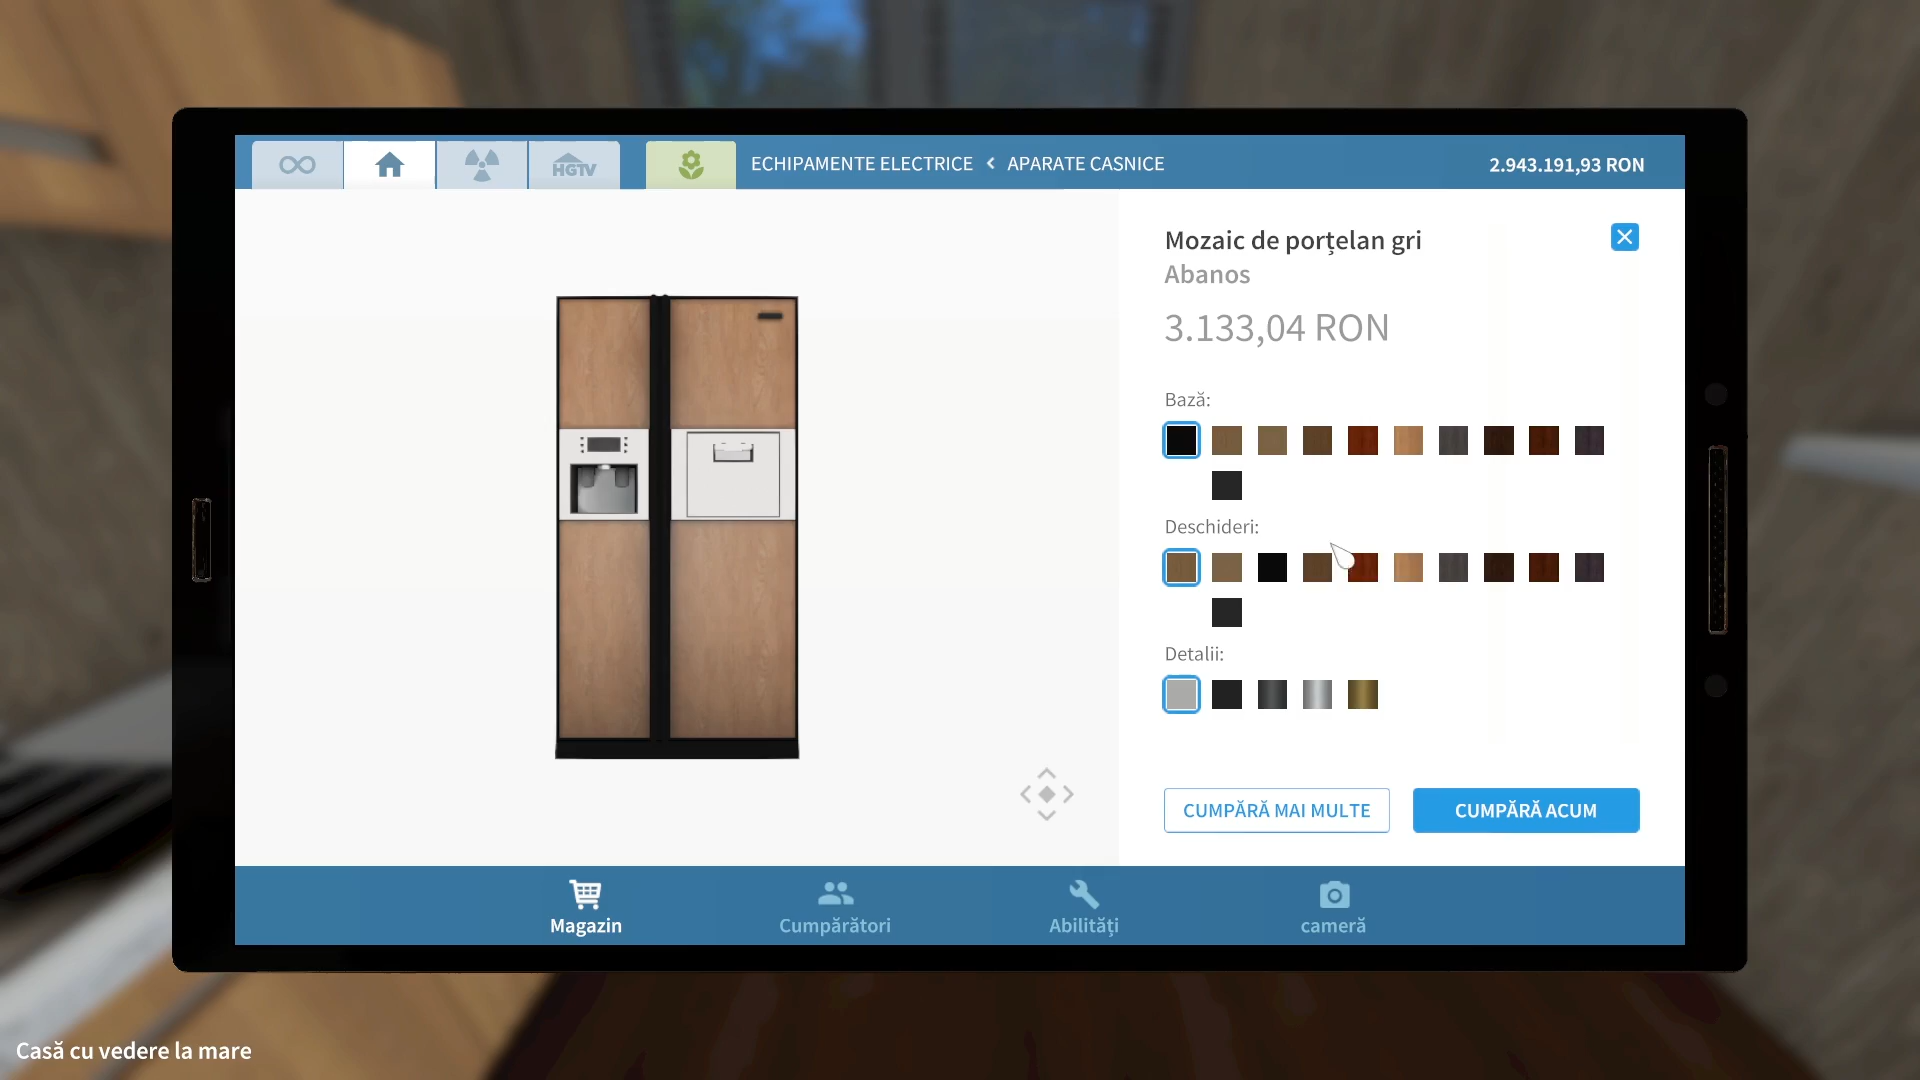 HGTV
ECHIPAMENTE ELECTRICE < APARATE CASNICE
2.943.191,93 RON
Mozaic de porțelan gri
Abanos
3.133,04 RON
Bază:
Deschideri:
Detalii:
CUMPĂRĂ MAI MULTE
CUMPĂRĂ ACUM
Magazin
Cumpărători
Abilități
cameră
Casă cu vedere la mare